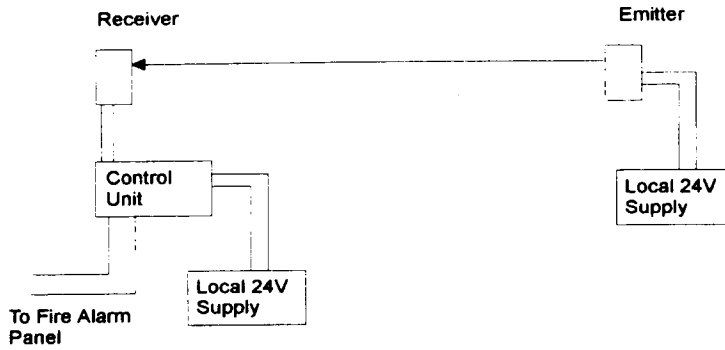 Receiver
Emitter
Control
Unit
Local 24V
Supply
Local 24V
Supply
To Fire Alarm
Panel